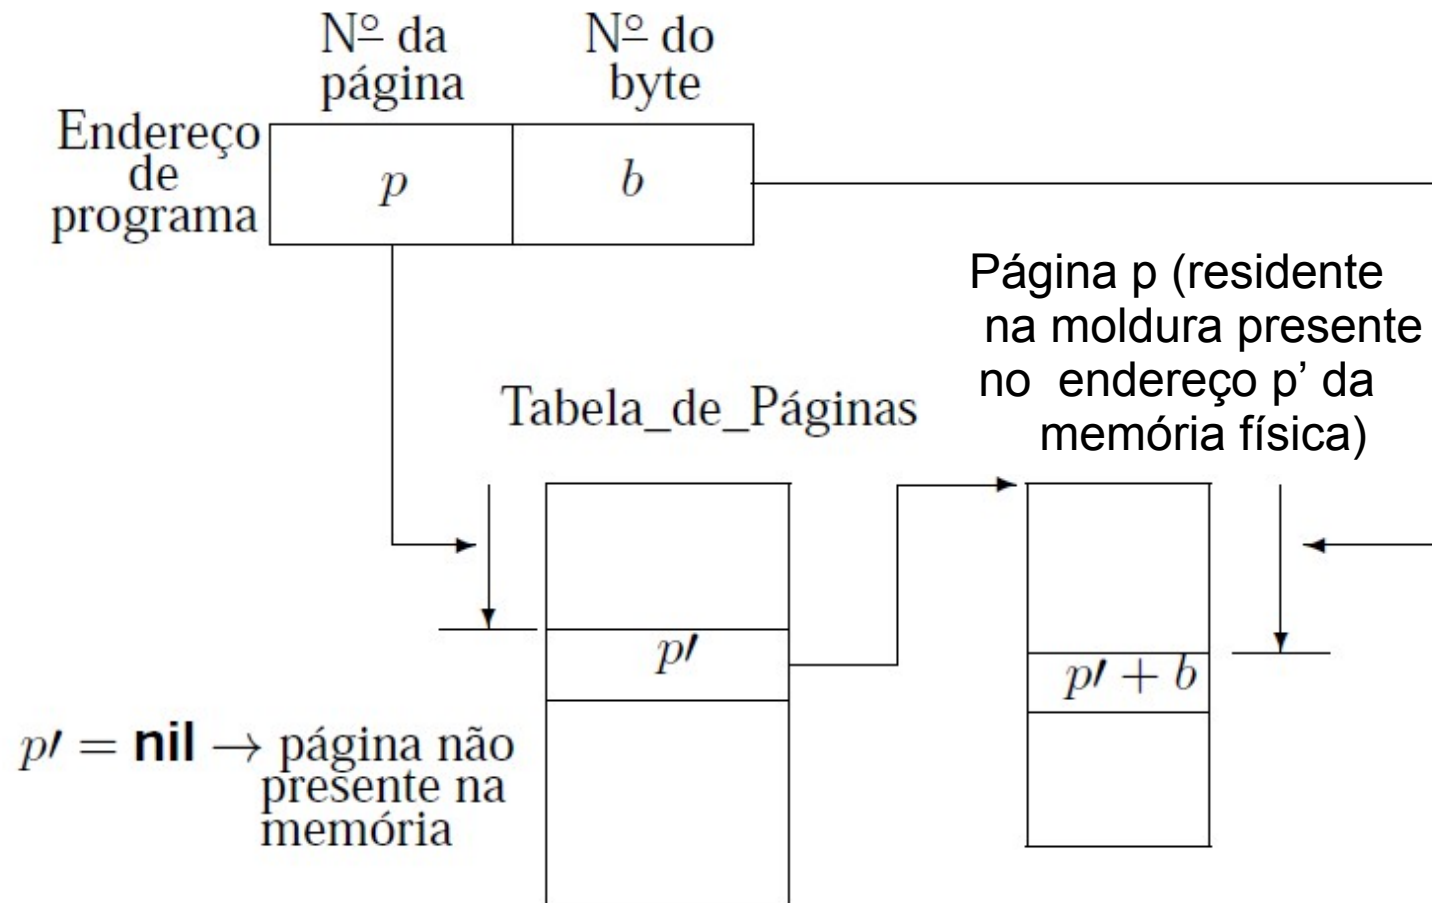 Nº da
página
Nº do
byte
Endereço
de
programa
p
b
Página p (residente
na moldura presente
no endereço p’ da
memória física)
Tabela_de_Páginas
p′
p′ + b
p′ = nil → página não
presente na
memória